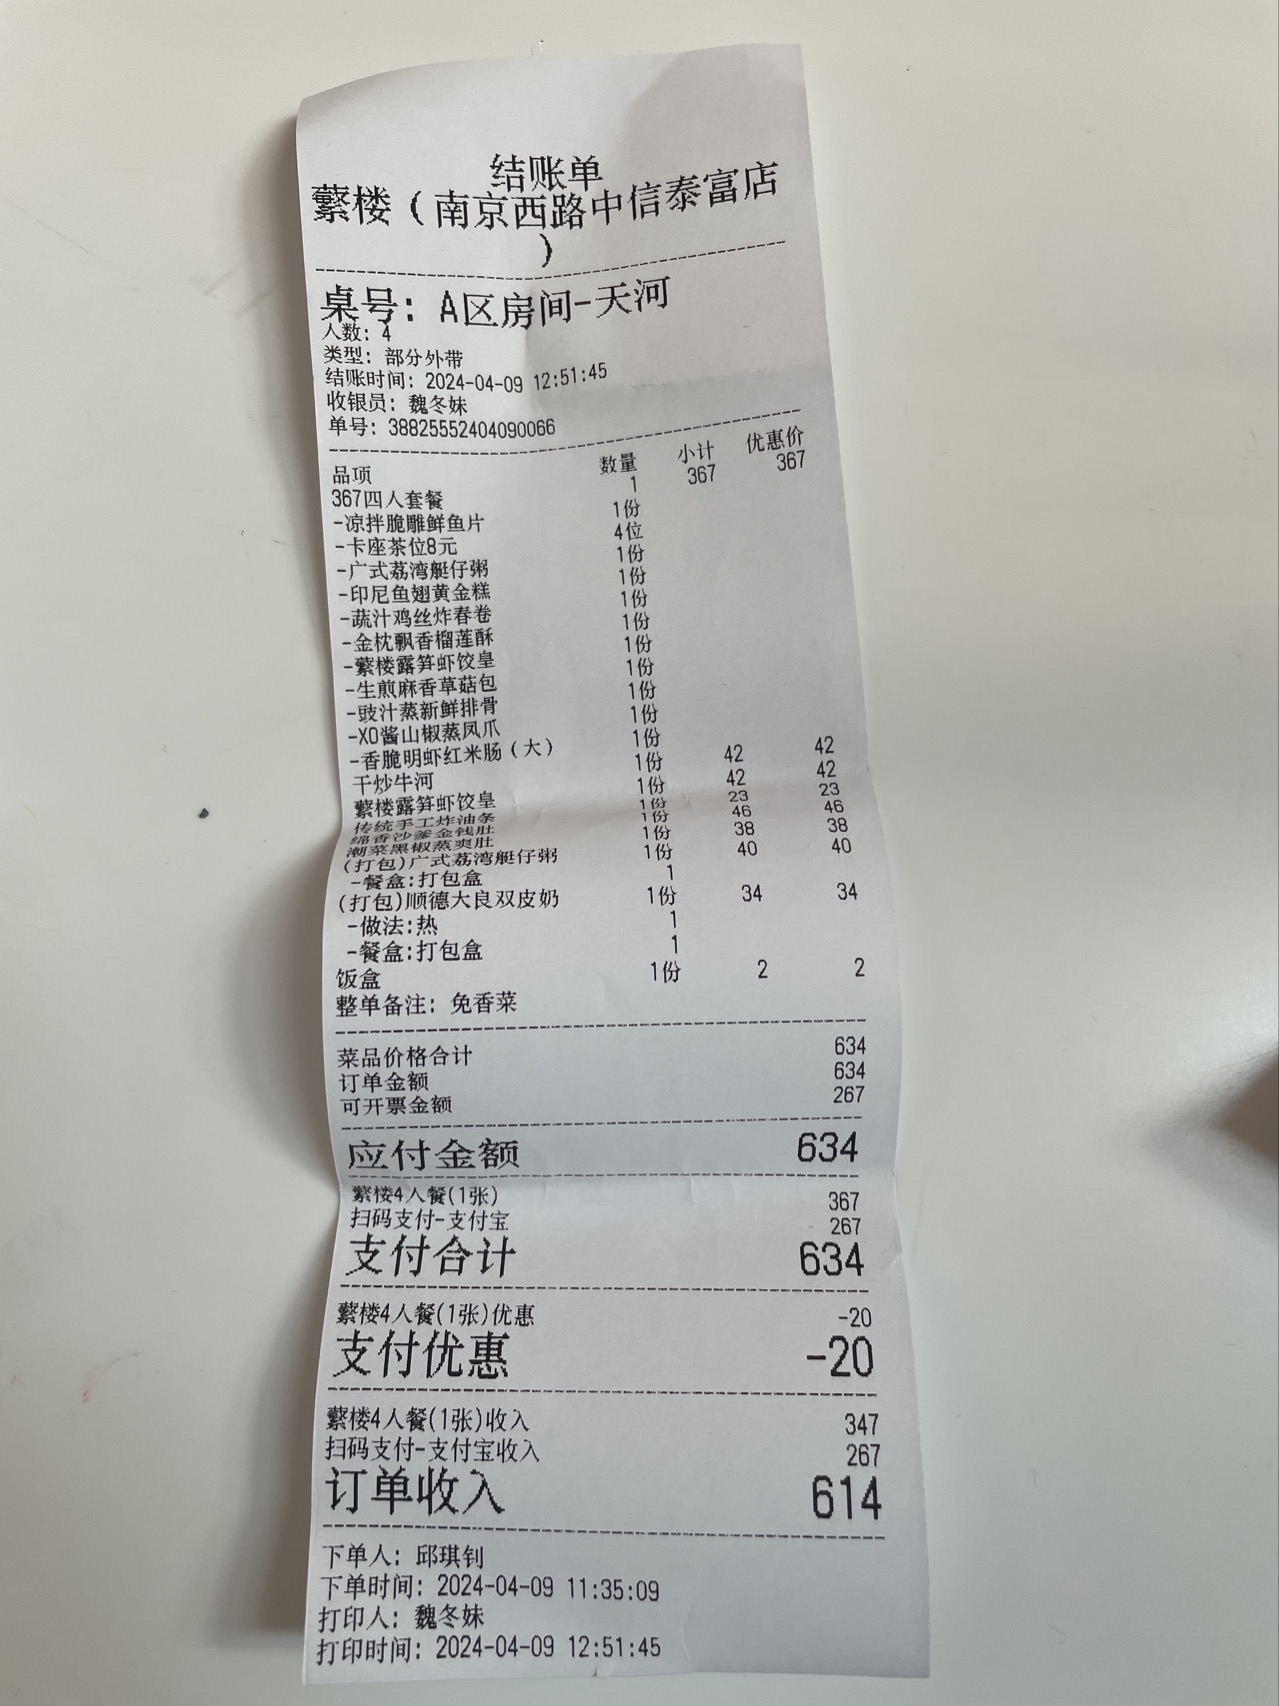 结账单
蘩楼（南京西路中信泰富店
）
桌号：A区房间-天河
人数：4
类型：部分外带
结账时间：2024-04-09 12:51:45
收银员：魏冬妹
单号：38825552404090066
品项 数量 小计 优惠价
367四人套餐 1 367 367
-凉拌脆雕鲜鱼片 1份
-卡座茶位8元 4位
-广式荔湾艇仔粥 1份
-印尼鱼翅黄金糕 1份
-蔬汁鸡丝炸春卷 1份
-金枕飘香榴莲酥 1份
-蘩楼露笋虾饺皇 1份
-生煎麻香草菇包 1份
-豉汁蒸新鲜排骨 1份
-XO酱山椒蒸凤爪 1份
-香脆明虾红米肠（大） 1份
干炒牛河 1份 42 42
蘩楼露笋虾饺皇 1份 42 42
传统手工炸油条 1份 23 23
绵香沙爹金钱肚 1份 46 46
潮菜黑椒蒸爽肚 1份 38 38
(打包)广式荔湾艇仔粥 1份 40 40
-餐盒:打包盒 1
(打包)顺德大良双皮奶 1份 34 34
-做法:热 1
-餐盒:打包盒 1
饭盒 1份 2 2
整单备注：免香菜
菜品价格合计 634
订单金额 634
可开票金额 267
应付金额 634
蘩楼4人餐(1张) 367
扫码支付-支付宝 267
支付合计 634
蘩楼4人餐(1张)优惠 -20
支付优惠 -20
蘩楼4人餐(1张)收入 347
扫码支付-支付宝收入 267
订单收入 614
下单人：邱琪钊
下单时间：2024-04-09 11:35:09
打印人：魏冬妹
打印时间：2024-04-09 12:51:45